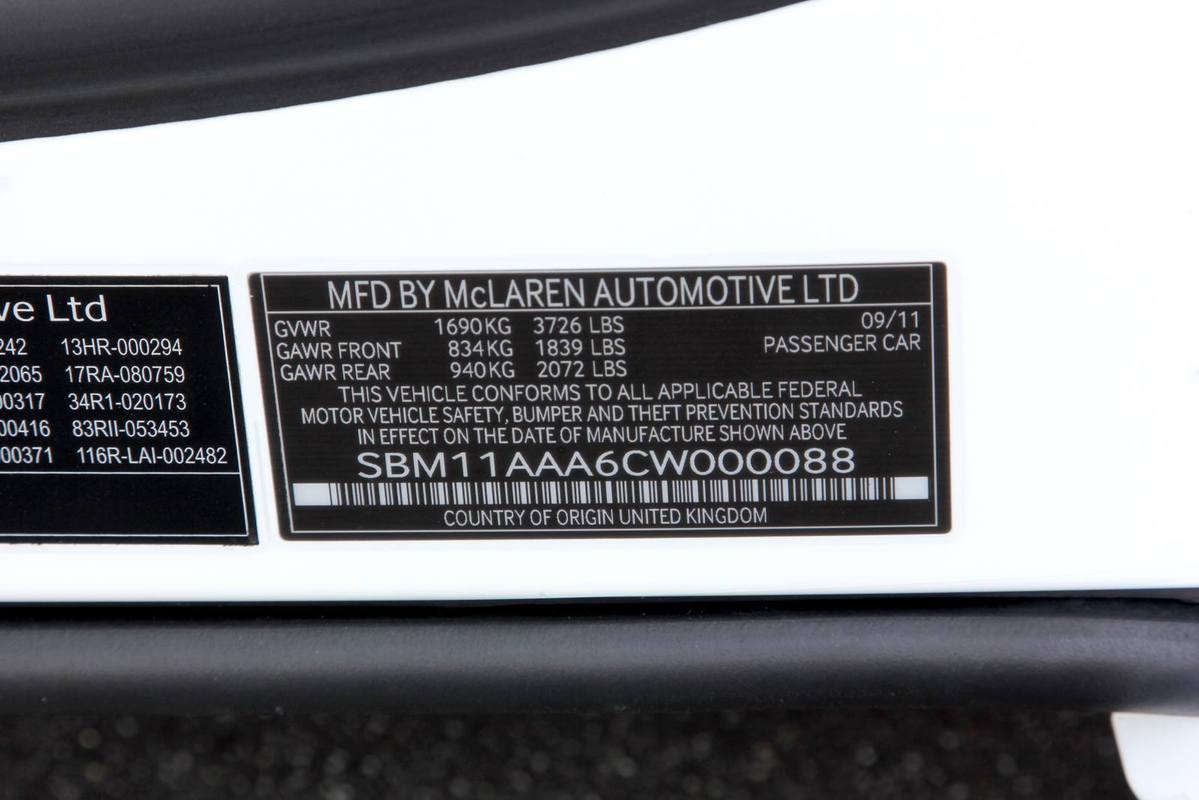 ve Ltd
242 13HR-000294
2065 17RA-080759
00317 34R1-020173
00416 83RII-053453
00371 116R-LAI-002482
MFD BY McLAREN AUTOMOTIVE LTD
GVWR 1690KG 3726 LBS 09/11
GAWR FRONT 834KG 1839 LBS PASSENGER CAR
GAWR REAR 940KG 2072 LBS
THIS VEHICLE CONFORMS TO ALL APPLICABLE FEDERAL
MOTOR VEHICLE SAFETY, BUMPER AND THEFT PREVENTION STANDARDS
IN EFFECT ON THE DATE OF MANUFACTURE SHOWN ABOVE
SBM11AAA6CW000088
COUNTRY OF ORIGIN UNITED KINGDOM